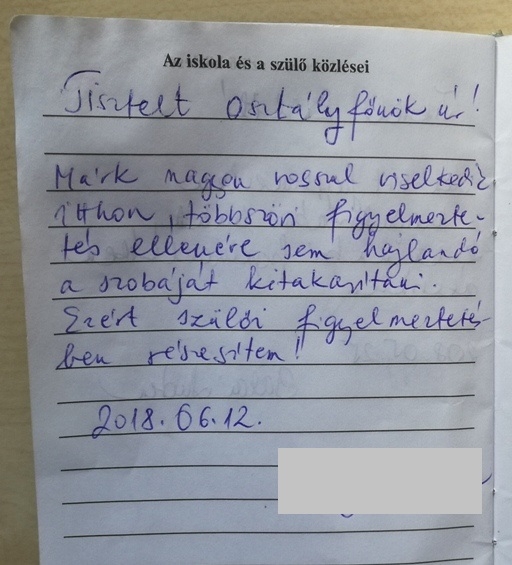 Az iskola és a szülő közlései
Tisztelt osztályfőnök úr!
Márk nagyon rosszul viselkedik
itthon, többszöri figyelmezte-
tés ellenére sem hajlandó
a szobáját kitakarítani.
Ezért szülői figyelmeztetés-
ben részesítem!
2018.06.12.